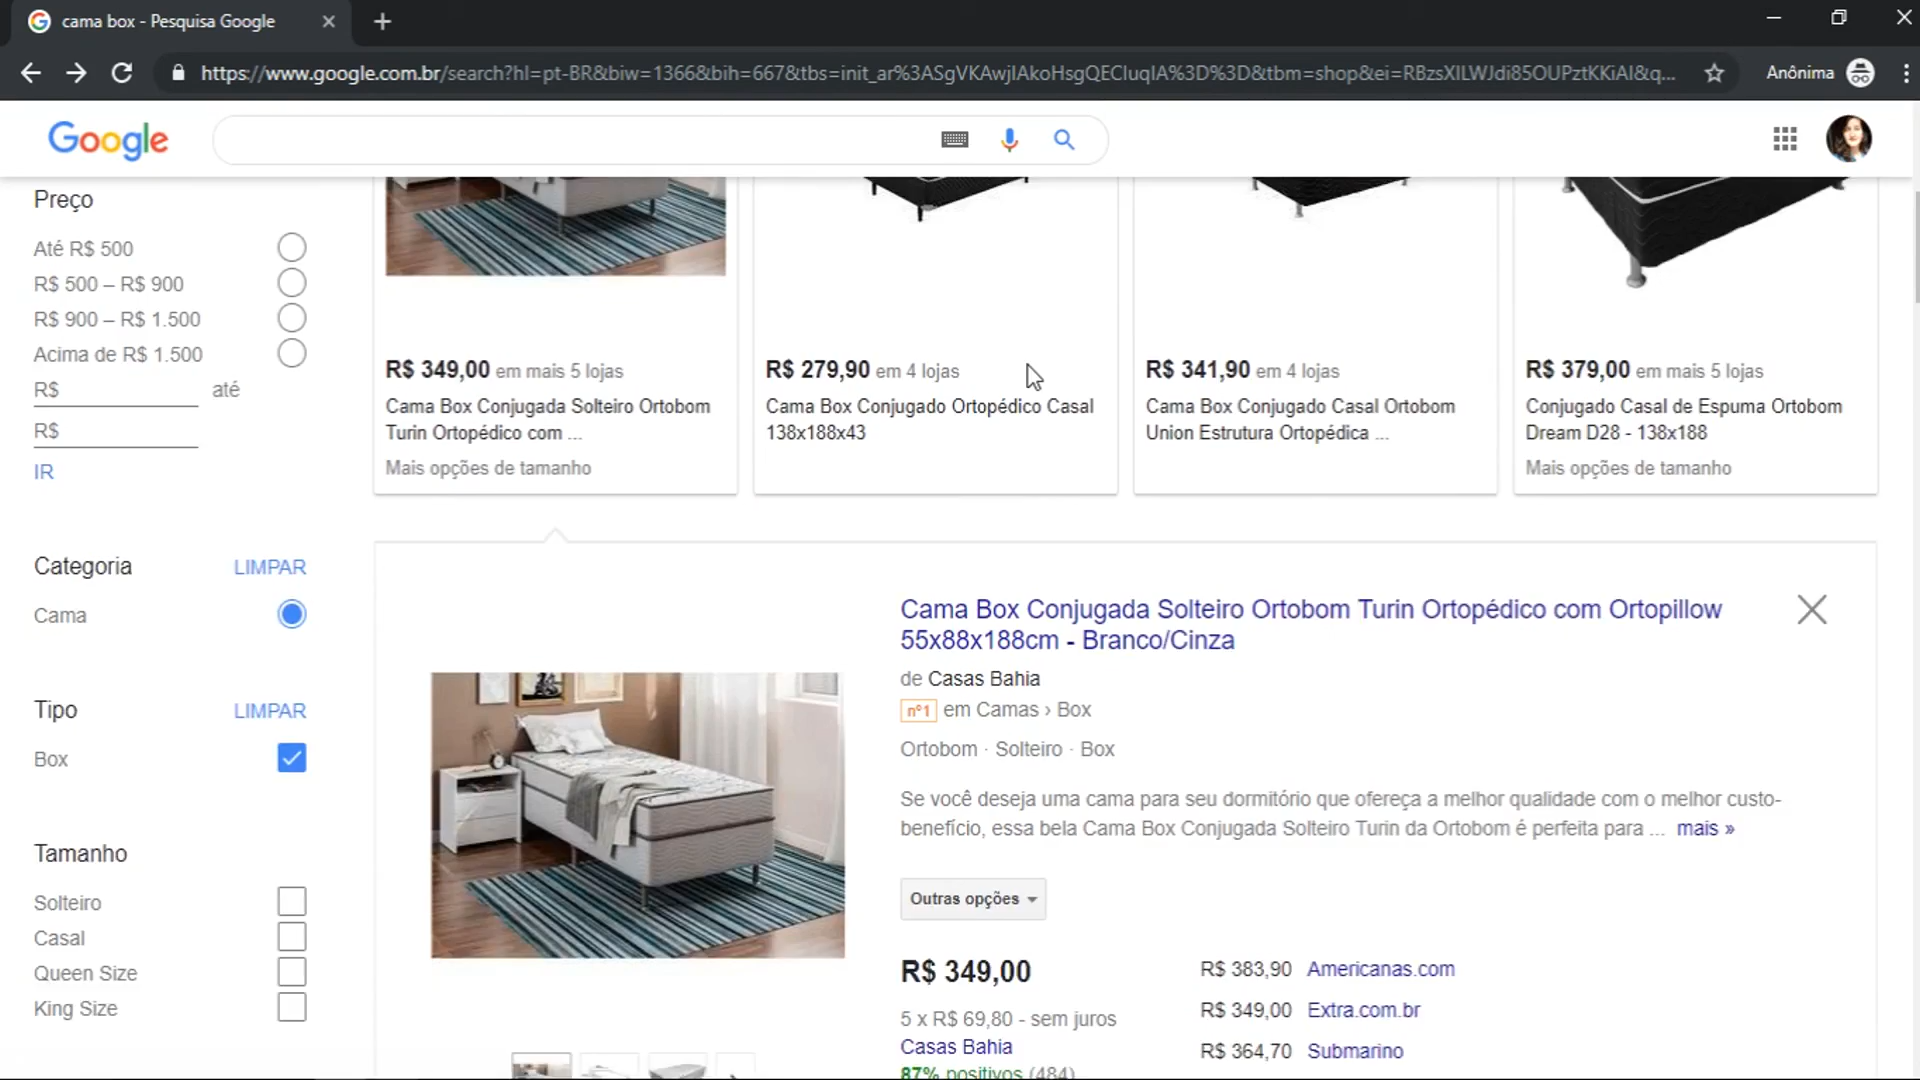 cama box - Pesquisa Google
https://www.google.com.br/search?hl=pt-BR&biw=1366&bih=667&tbs=init_ar%3ASgVKAwjIAkoHsgQECIuqIA%3D%3D&tbm=shop&ei=RBzsXILWJdi85OUPztKKiAI&q...
Anônima
Google
Preço
Até R$ 500
R$ 500 – R$ 900
R$ 900 – R$ 1.500
Acima de R$ 1.500
R$ até
R$
IR
Categoria LIMPAR
Cama
Tipo LIMPAR
Box
Tamanho
Solteiro
Casal
Queen Size
King Size
R$ 349,00 em mais 5 lojas
Cama Box Conjugada Solteiro Ortobom
Turin Ortopédico com ...
Mais opções de tamanho
R$ 279,90 em 4 lojas
Cama Box Conjugado Ortopédico Casal
138x188x43
R$ 341,90 em 4 lojas
Cama Box Conjugado Casal Ortobom
Union Estrutura Ortopédica ...
R$ 379,00 em mais 5 lojas
Conjugado Casal de Espuma Ortobom
Dream D28 - 138x188
Mais opções de tamanho
Cama Box Conjugada Solteiro Ortobom Turin Ortopédico com Ortopillow
55x88x188cm - Branco/Cinza
de Casas Bahia
nº1 em Camas › Box
Ortobom · Solteiro · Box
Se você deseja uma cama para seu dormitório que ofereça a melhor qualidade com o melhor custo-
benefício, essa bela Cama Box Conjugada Solteiro Turin da Ortobom é perfeita para ... mais »
Outras opções
R$ 349,00
5 x R$ 69,80 - sem juros
Casas Bahia
87% positivos (484)
R$ 383,90 Americanas.com
R$ 349,00 Extra.com.br
R$ 364,70 Submarino